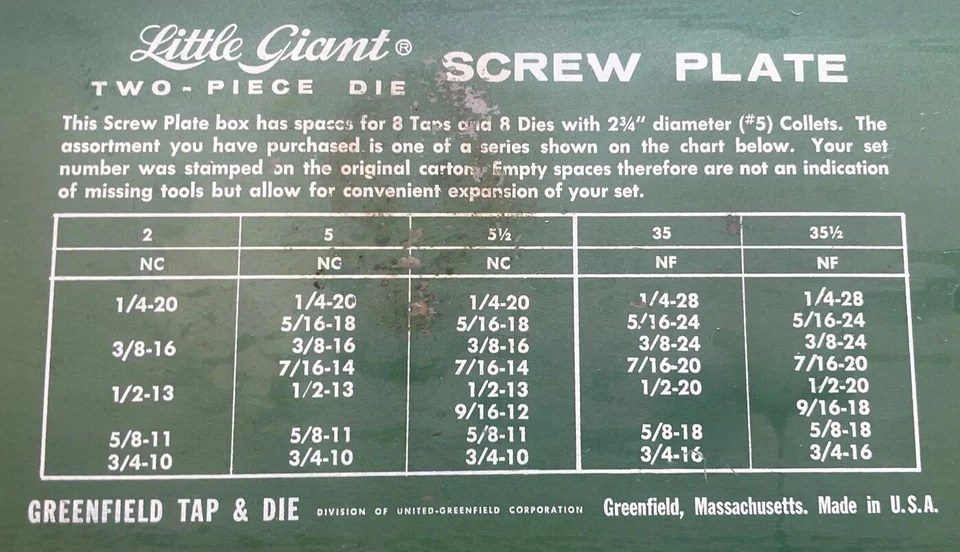 Little Giant ® SCREW PLATE
TWO-PIECE DIE
This Screw Plate box has spaces for 8 Taps and 8 Dies with 2¾" diameter (#5) Collets. The
assortment you have purchased is one of a series shown on the chart below. Your set
number was stamped on the original carton. Empty spaces therefore are not an indication
of missing tools but allow for convenient expansion of your set.
2 5 5½ 35 35½
NC NC NC NF NF
1/4-20 1/4-20 1/4-20 1/4-28 1/4-28
5/16-18 5/16-18 5/16-24 5/16-24
3/8-16 3/8-16 3/8-16 3/8-24 3/8-24
7/16-14 7/16-14 7/16-20 7/16-20
1/2-13 1/2-13 1/2-13 1/2-20 1/2-20
9/16-12 9/16-18
5/8-11 5/8-11 5/8-11 5/8-18 5/8-18
3/4-10 3/4-10 3/4-10 3/4-16 3/4-16
GREENFIELD TAP & DIE DIVISION OF UNITED-GREENFIELD CORPORATION Greenfield, Massachusetts. Made in U.S.A.